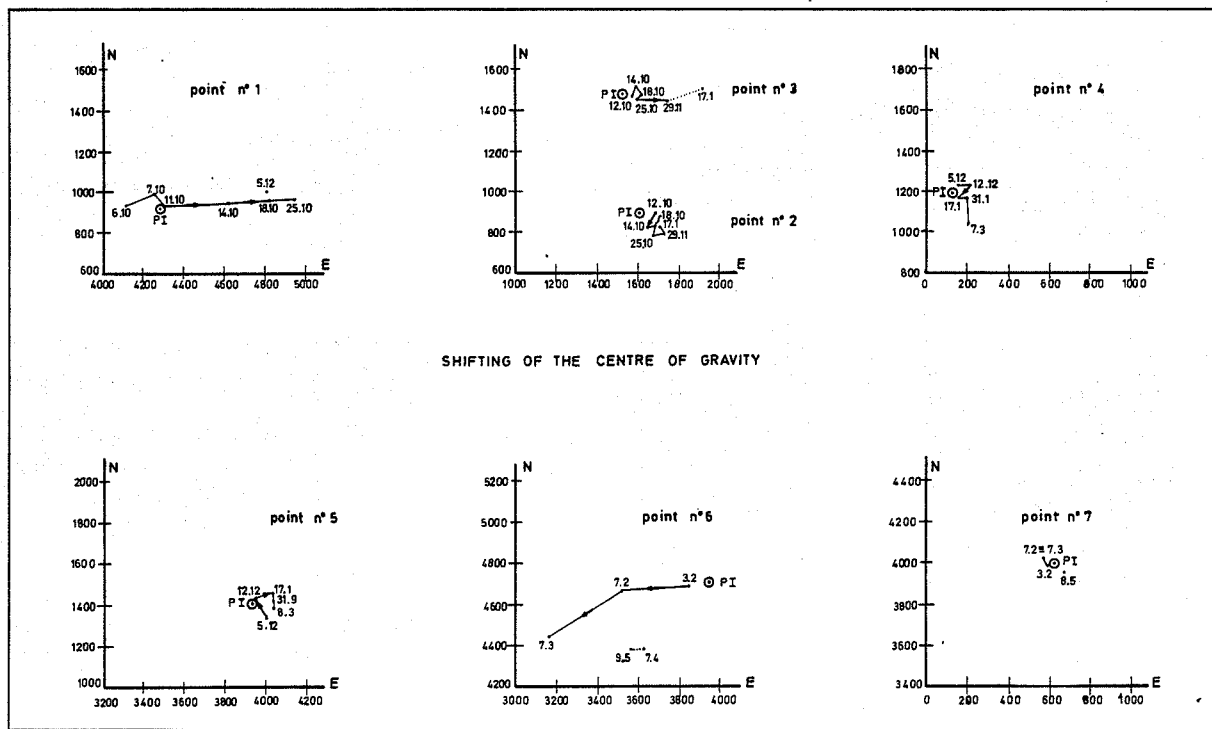 N
1600
1400
1200
1000
800
600
point n° 1
7.10
6.10
11.10
PI
14.10
5.12
18.10
25.10
E
4000 4200 4400 4600 4800 5000
N
1600
1400
1200
1000
800
600
14.10
PI
18.10
12.10
25.10
29.11
17.1
point n° 3
12.10
PI
18.10
14.10
17.1
25.10
29.11
point n° 2
E
1000 1200 1400 1600 1800 2000
N
1800
1600
1400
1200
1000
800
point n° 4
5.12
12.12
PI
17.1
31.1
7.3
E
0 200 400 600 800 1000
SHIFTING OF THE CENTRE OF GRAVITY
N
2000
1800
1600
1400
1200
1000
point n° 5
12.12
17.1
PI
31.9
8.3
5.12
E
3200 3400 3600 3800 4000 4200
N
5200
5000
4800
4600
4400
4200
point n° 6
7.2
3.2
PI
7.3
9.5
7.4
E
3000 3200 3400 3600 3800 4000
N
4400
4200
4000
3800
3600
3400
point n° 7
7.2 = 7.3
PI
3.2
8.5
E
0 200 400 600 800 1000